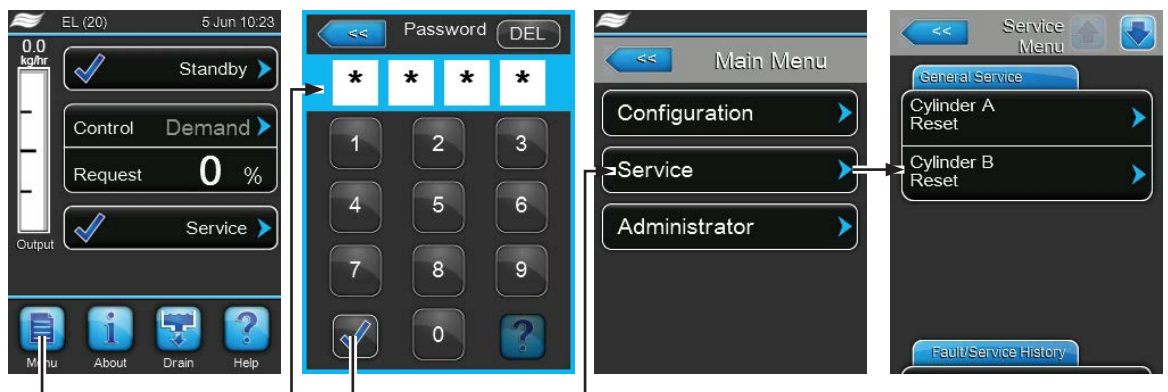 EL (20) 5 Jun 10:23
0.0
kg/hr
Standby
Control Demand
Request 0 %
Service
Output
Menu About Drain Help
<< Password DEL
* * * *
1 2 3
4 5 6
7 8 9
0 ?
<< Main Menu
Configuration
Service
Administrator
<< Service
Menu
General Service
Cylinder A
Reset
Cylinder B
Reset
Fault/Service History